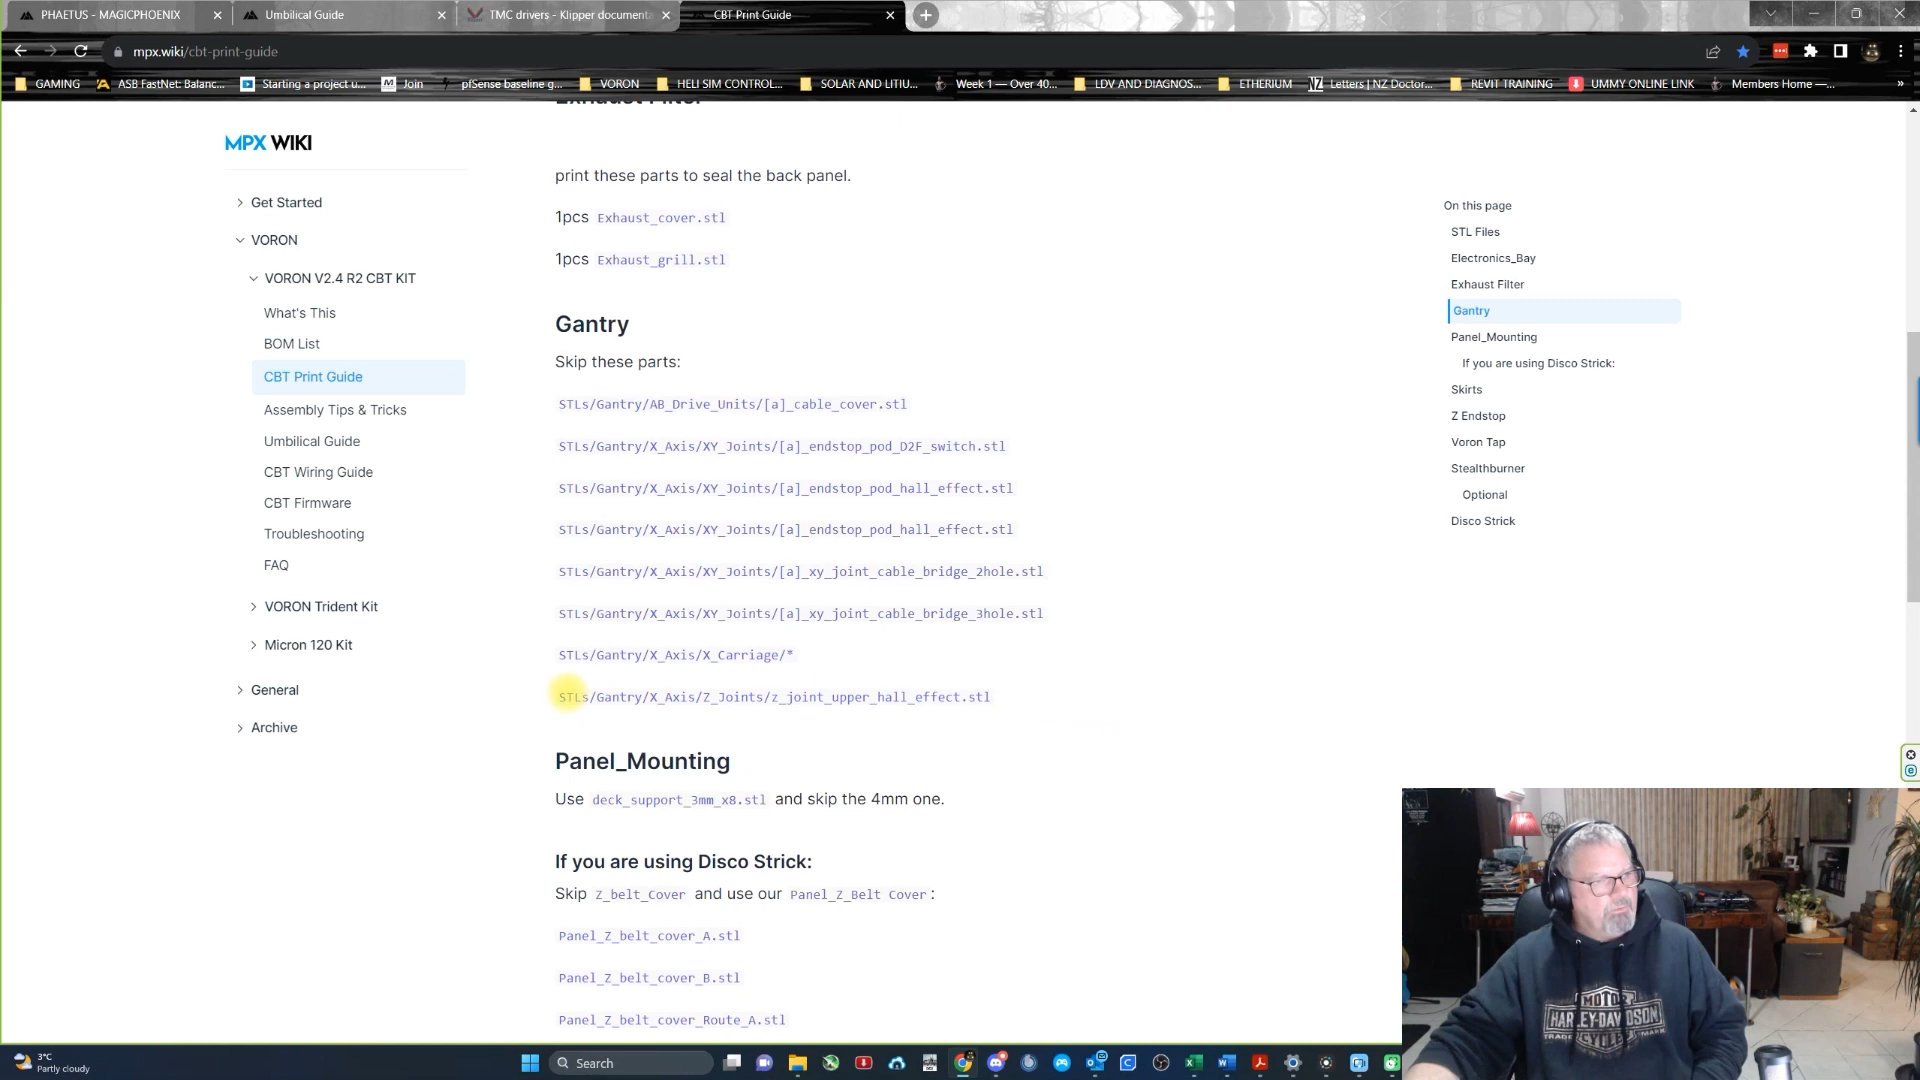 PHAETUS - MAGICPHOENIX
Umbilical Guide
TMC drivers - Klipper documenta
CBT Print Guide
mpx.wiki/cbt-print-guide
GAMING
ASB FastNet: Balanc...
Starting a project u...
Join
pfSense baseline g...
VORON
HELI SIM CONTROL...
SOLAR AND LITIU...
Week 1 — Over 40...
LDV AND DIAGNOS...
ETHERIUM
Letters | NZ Doctor...
REVIT TRAINING
UMMY ONLINE LINK
Members Home —...
»
MPX WIKI
Get Started
VORON
VORON V2.4 R2 CBT KIT
What's This
BOM List
CBT Print Guide
Assembly Tips & Tricks
Umbilical Guide
CBT Wiring Guide
CBT Firmware
Troubleshooting
FAQ
VORON Trident Kit
Micron 120 Kit
General
Archive
Exhaust Filter
print these parts to seal the back panel.
1pcs Exhaust_cover.stl
1pcs Exhaust_grill.stl
Gantry
Skip these parts:
STLs/Gantry/AB_Drive_Units/[a]_cable_cover.stl
STLs/Gantry/X_Axis/XY_Joints/[a]_endstop_pod_D2F_switch.stl
STLs/Gantry/X_Axis/XY_Joints/[a]_endstop_pod_hall_effect.stl
STLs/Gantry/X_Axis/XY_Joints/[a]_endstop_pod_hall_effect.stl
STLs/Gantry/X_Axis/XY_Joints/[a]_xy_joint_cable_bridge_2hole.stl
STLs/Gantry/X_Axis/XY_Joints/[a]_xy_joint_cable_bridge_3hole.stl
STLs/Gantry/X_Axis/X_Carriage/*
STLs/Gantry/X_Axis/Z_Joints/z_joint_upper_hall_effect.stl
Panel_Mounting
Use deck_support_3mm_x8.stl and skip the 4mm one.
If you are using Disco Strick:
Skip Z_belt_Cover and use our Panel_Z_Belt Cover :
Panel_Z_belt_cover_A.stl
Panel_Z_belt_cover_B.stl
Panel_Z_belt_cover_Route_A.stl
On this page
STL Files
Electronics_Bay
Exhaust Filter
Gantry
Panel_Mounting
If you are using Disco Strick:
Skirts
Z Endstop
Voron Tap
Stealthburner
Optional
Disco Strick
MOTOR
HARLEY-DAVIDSON
CYCLES
3°C
Partly cloudy
Search